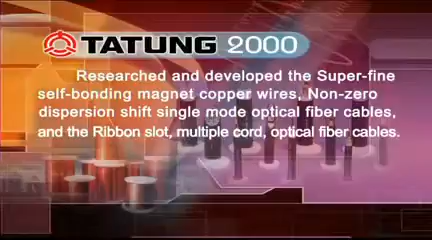 TATUNG 2000
Researched and developed the Super-fine
self-bonding magnet copper wires, Non-zero
dispersion shift single mode optical fiber cables,
and the Ribbon slot, multiple cord, optical fiber cables.